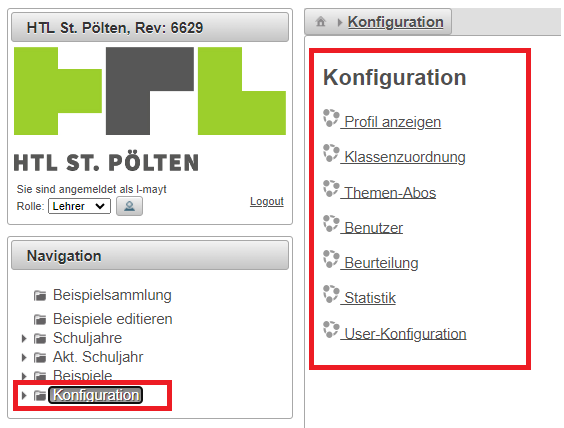 HTL St. Pölten, Rev: 6629
HTL ST. PÖLTEN
Sie sind angemeldet als l-mayt
Rolle: Lehrer
Logout
Navigation
Beispielsammlung
Beispiele editieren
Schuljahre
Akt. Schuljahr
Beispiele
Konfiguration
Konfiguration
Konfiguration
Profil anzeigen
Klassenzuordnung
Themen-Abos
Benutzer
Beurteilung
Statistik
User-Konfiguration